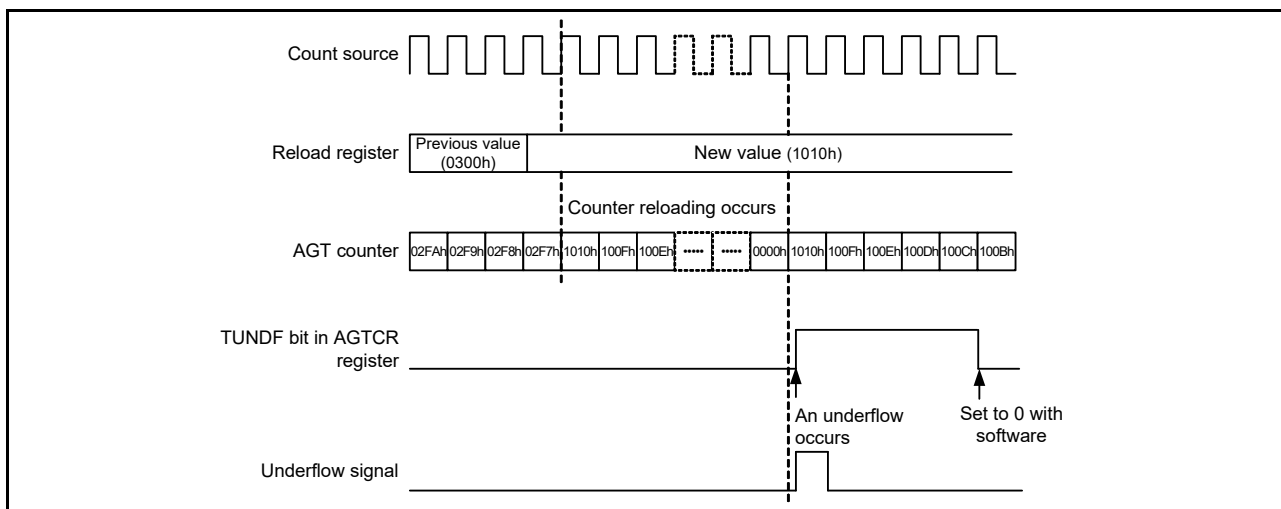 Count source
Reload register
Previous value
(0300h)
New value (1010h)
Counter reloading occurs
AGT counter
02FAh 02F9h 02F8h 02F7h 1010h 100Fh 100Eh ····· ····· 0000h 1010h 100Fh 100Eh 100Dh 100Ch 100Bh
TUNDF bit in AGTCR
register
An underflow
occurs
Set to 0 with
software
Underflow signal